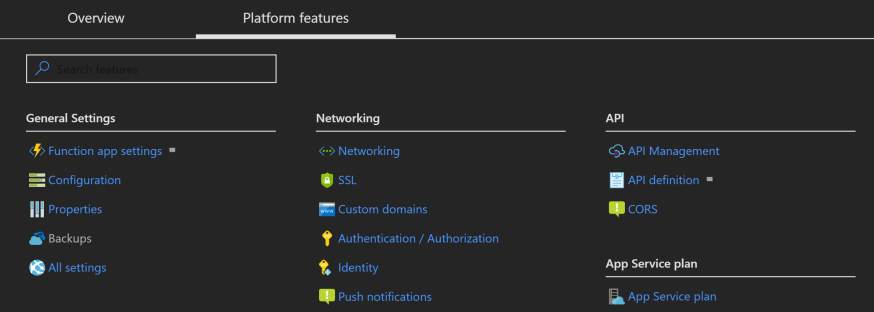 Overview
Platform features
Search features
General Settings
Function app settings
Configuration
Properties
Backups
All settings
Networking
Networking
SSL
Custom domains
Authentication / Authorization
Identity
Push notifications
API
API Management
API definition
CORS
App Service plan
App Service plan